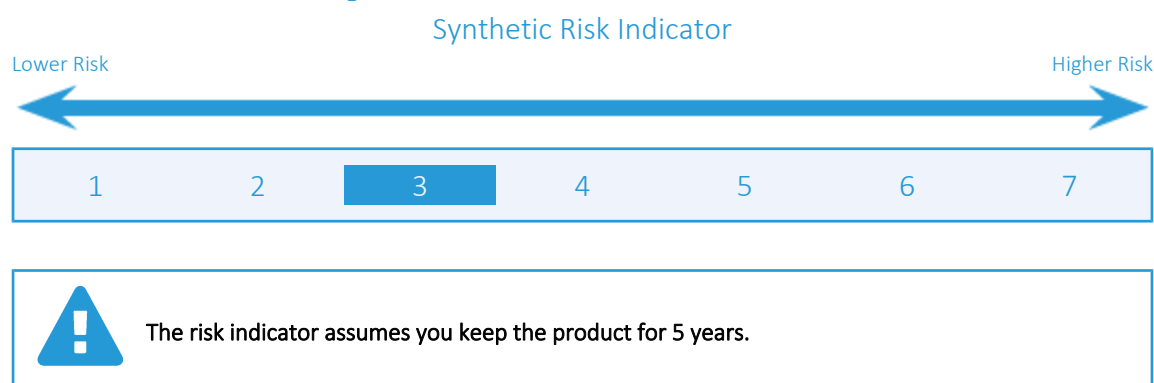 Synthetic Risk Indicator
Lower Risk Higher Risk
1 2 3 4 5 6 7
The risk indicator assumes you keep the product for 5 years.